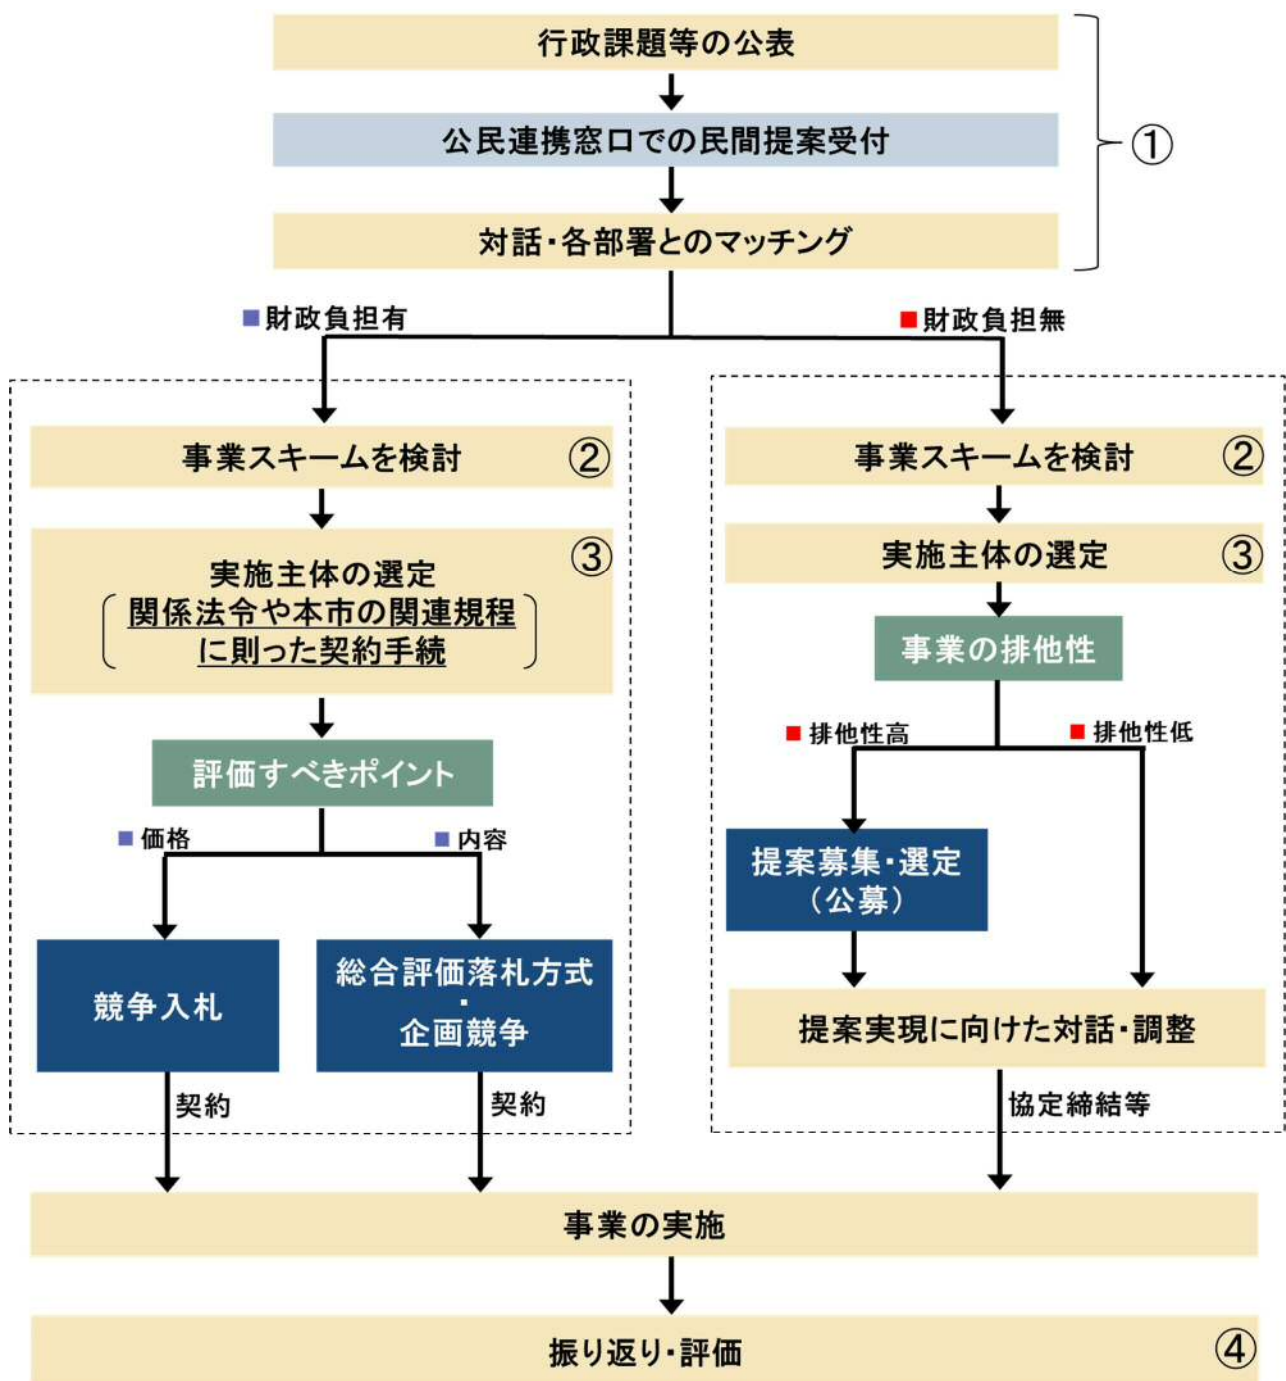 行政課題等の公表
公民連携窓口での民間提案受付
対話・各部署とのマッチング
①
■財政負担有
■財政負担無
事業スキームを検討 ②
実施主体の選定 ③
関係法令や本市の関連規程
に則った契約手続
評価すべきポイント
■価格
■内容
競争入札
総合評価落札方式
・
企画競争
契約
契約
事業スキームを検討 ②
実施主体の選定 ③
事業の排他性
■排他性高
■排他性低
提案募集・選定
（公募）
提案実現に向けた対話・調整
協定締結等
事業の実施
振り返り・評価 ④